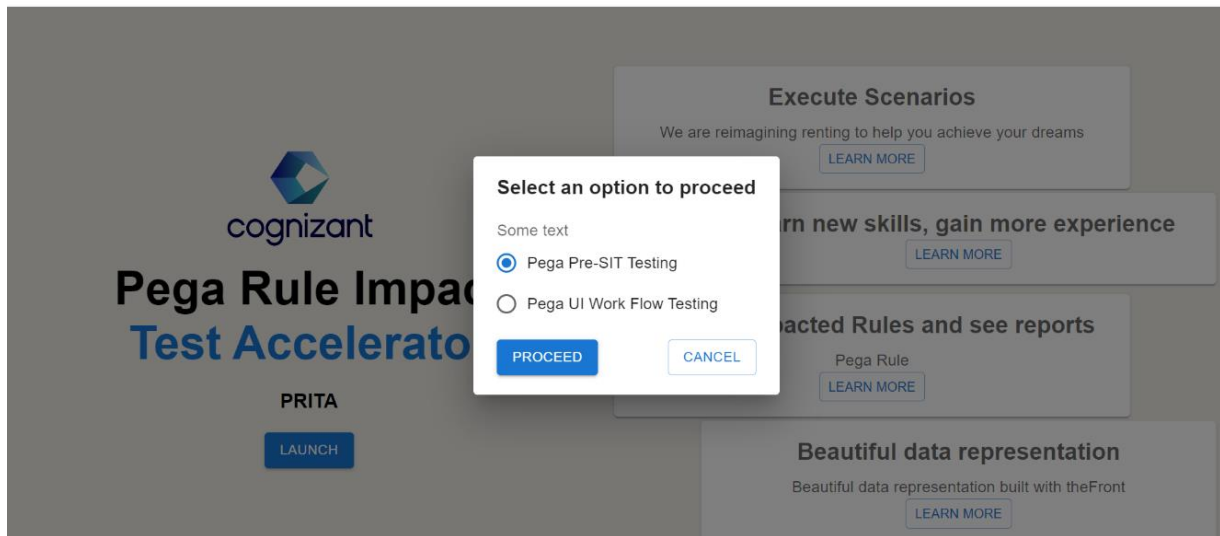 cognizant
Pega Rule Impac
Test Accelerato
PRITA
LAUNCH
Select an option to proceed
Some text
Pega Pre-SIT Testing
Pega UI Work Flow Testing
PROCEED
CANCEL
Execute Scenarios
We are reimagining renting to help you achieve your dreams
LEARN MORE
rn new skills, gain more experience
LEARN MORE
pacted Rules and see reports
Pega Rule
LEARN MORE
Beautiful data representation
Beautiful data representation built with theFront
LEARN MORE